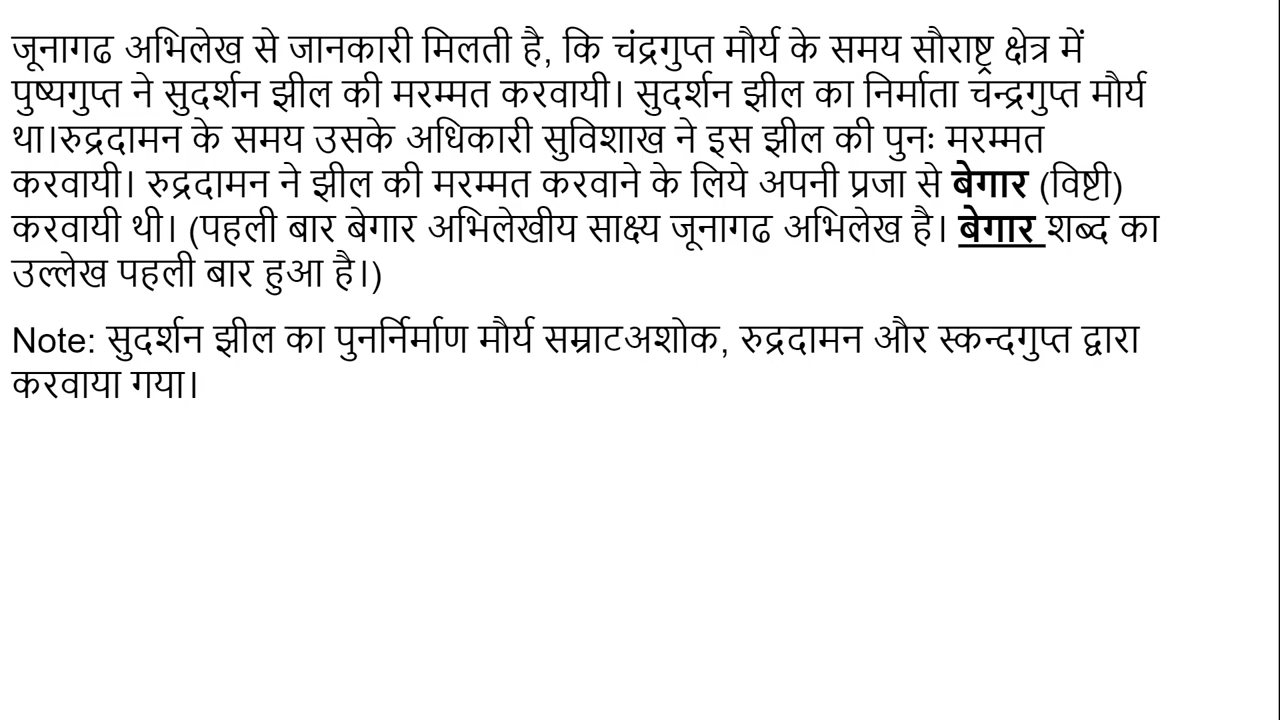 जूनागढ अभिलेख से जानकारी मिलती है, कि चंद्रगुप्त मौर्य के समय सौराष्ट्र क्षेत्र में
पुष्यगुप्त ने सुदर्शन झील की मरम्मत करवायी। सुदर्शन झील का निर्माता चन्द्रगुप्त मौर्य
था।रुद्रदामन के समय उसके अधिकारी सुविशाख ने इस झील की पुनः मरम्मत
करवायी। रुद्रदामन ने झील की मरम्मत करवाने के लिये अपनी प्रजा से बेगार (विष्टी)
करवायी थी। (पहली बार बेगार अभिलेखीय साक्ष्य जूनागढ अभिलेख है। बेगार शब्द का
उल्लेख पहली बार हुआ है।)
Note: सुदर्शन झील का पुनर्निर्माण मौर्य सम्राटअशोक, रुद्रदामन और स्कन्दगुप्त द्वारा
करवाया गया।